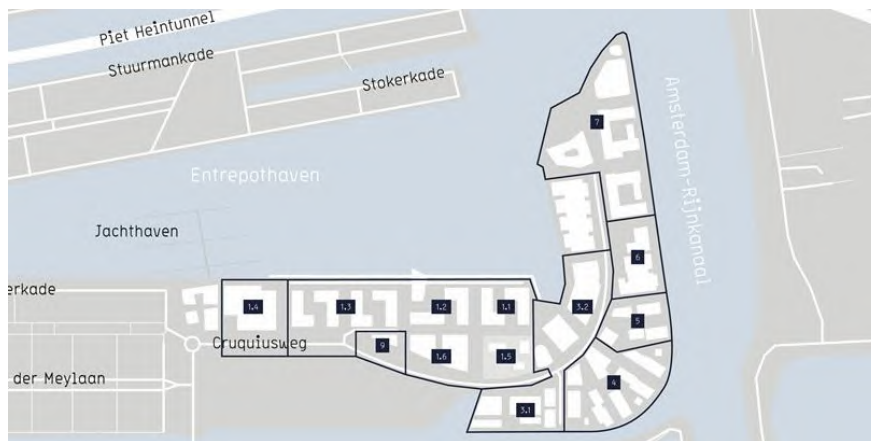 Piet Heintunnel
Stuurmankade
Stokerkade
Entrepothaven
Amsterdam-Rijnkanaal
Jachthaven
erkade
Cruquiusweg
der Meylaan
7
6
5
4
3.2
3.1
1.4
1.3
1.2
1.1
9
1.6
1.5